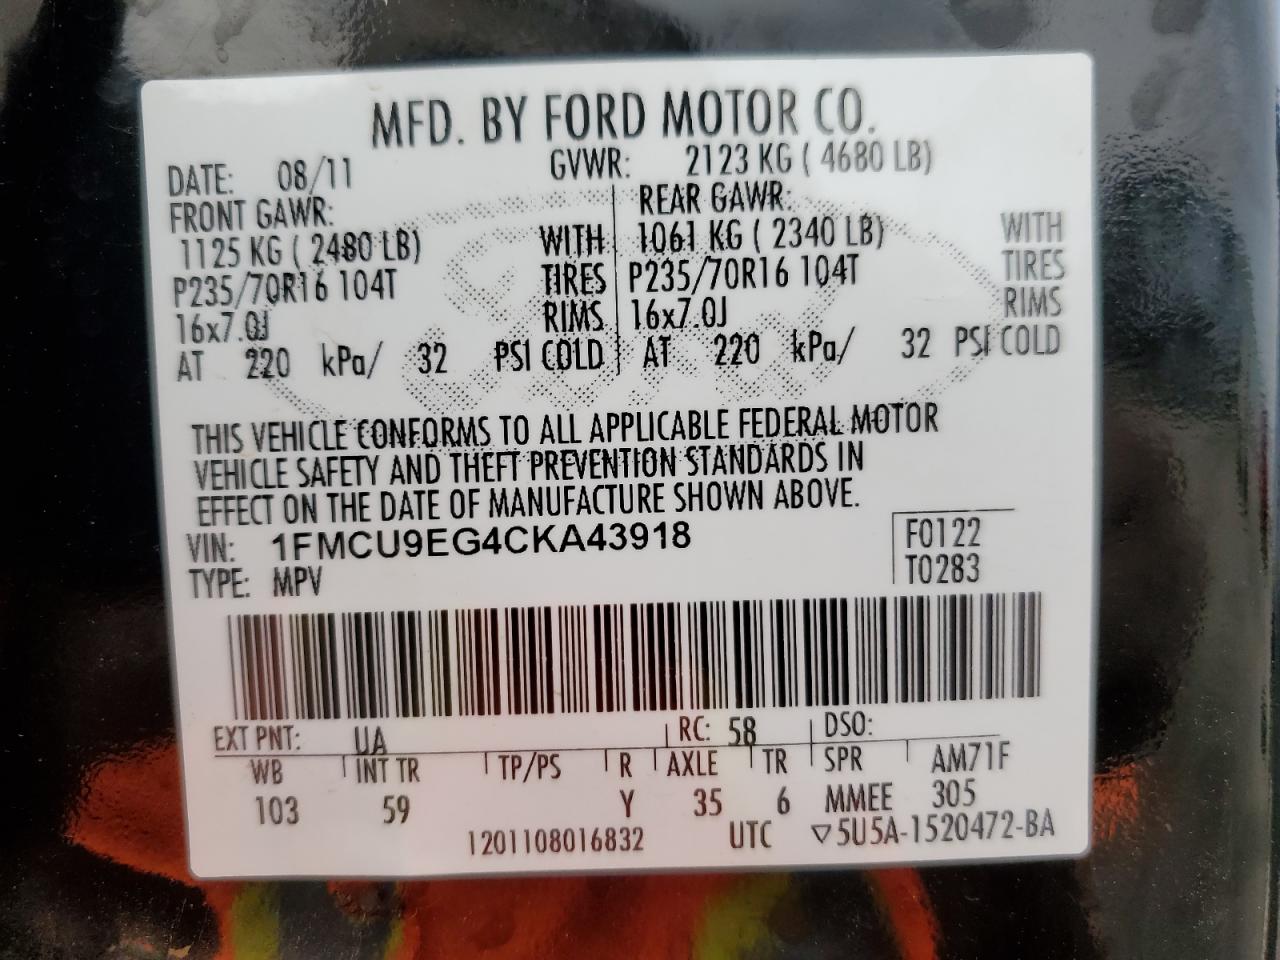 MFD. BY FORD MOTOR CO.
DATE: 08/11 GVWR: 2123 KG ( 4680 LB)
FRONT GAWR: REAR GAWR:
1125 KG ( 2480 LB) WITH 1061 KG ( 2340 LB) WITH
P235/70R16 104T TIRES P235/70R16 104T TIRES
16x7.0J RIMS 16x7.0J RIMS
AT 220 kPa/ 32 PSI COLD AT 220 kPa/ 32 PSI COLD
THIS VEHICLE CONFORMS TO ALL APPLICABLE FEDERAL MOTOR
VEHICLE SAFETY AND THEFT PREVENTION STANDARDS IN
EFFECT ON THE DATE OF MANUFACTURE SHOWN ABOVE.
VIN: 1FMCU9EG4CKA43918 F0122
TYPE: MPV T0283
EXT PNT: UA RC: 58 DSO:
WB INT TR TP/PS R AXLE TR SPR AM71F
103 59 Y 35 6 MMEE 305
1201108016832 UTC ▽5U5A-1520472-BA